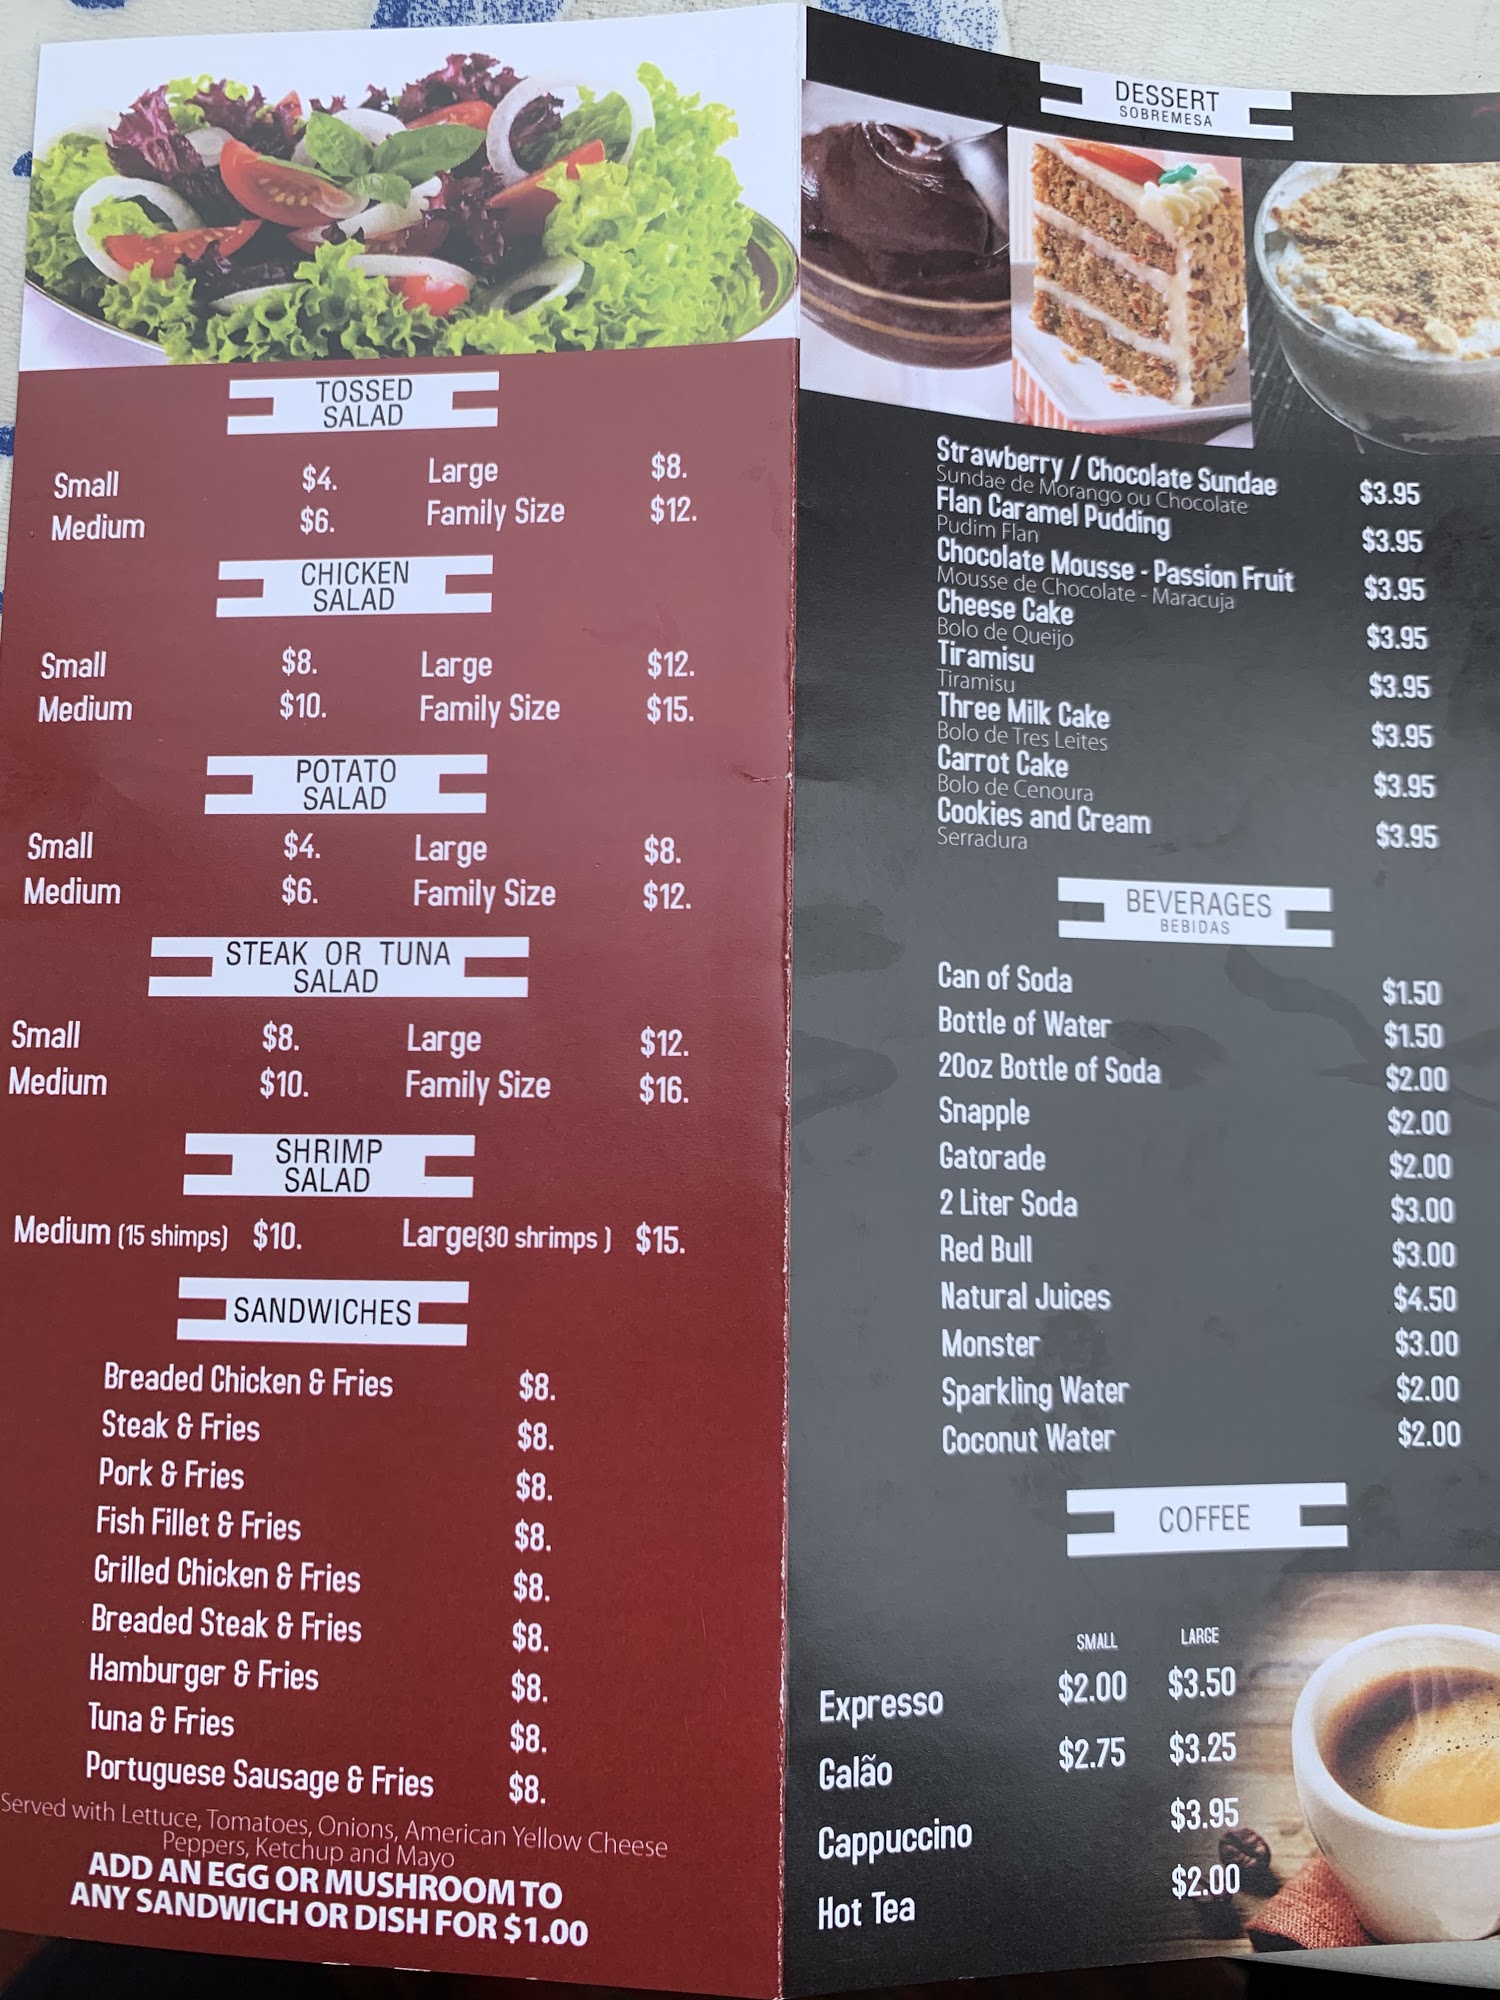 TOSSED
SALAD
Small $4. Large $8.
Medium $6. Family Size $12.
CHICKEN
SALAD
Small $8. Large $12.
Medium $10. Family Size $15.
POTATO
SALAD
Small $4. Large $8.
Medium $6. Family Size $12.
STEAK OR TUNA
SALAD
Small $8. Large $12.
Medium $10. Family Size $16.
SHRIMP
SALAD
Medium (15 shimps) $10. Large(30 shrimps ) $15.
SANDWICHES
Breaded Chicken & Fries $8.
Steak & Fries $8.
Pork & Fries $8.
Fish Fillet & Fries $8.
Grilled Chicken & Fries $8.
Breaded Steak & Fries $8.
Hamburger & Fries $8.
Tuna & Fries $8.
Portuguese Sausage & Fries $8.
Served with Lettuce, Tomatoes, Onions, American Yellow Cheese
Peppers, Ketchup and Mayo
ADD AN EGG OR MUSHROOM TO
ANY SANDWICH OR DISH FOR $1.00
DESSERT
SOBREMESA
Strawberry / Chocolate Sundae $3.95
Sundae de Morango ou Chocolate
Flan Caramel Pudding $3.95
Pudim Flan
Chocolate Mousse - Passion Fruit $3.95
Mousse de Chocolate - Maracuja
Cheese Cake $3.95
Bolo de Queijo
Tiramisu $3.95
Tiramisu
Three Milk Cake $3.95
Bolo de Tres Leites
Carrot Cake $3.95
Bolo de Cenoura
Cookies and Cream $3.95
Serradura
BEVERAGES
BEBIDAS
Can of Soda $1.50
Bottle of Water $1.50
20oz Bottle of Soda $2.00
Snapple $2.00
Gatorade $2.00
2 Liter Soda $3.00
Red Bull $3.00
Natural Juices $4.50
Monster $3.00
Sparkling Water $2.00
Coconut Water $2.00
COFFEE
SMALL LARGE
Expresso $2.00 $3.50
Galão $2.75 $3.25
Cappuccino $3.95
Hot Tea $2.00